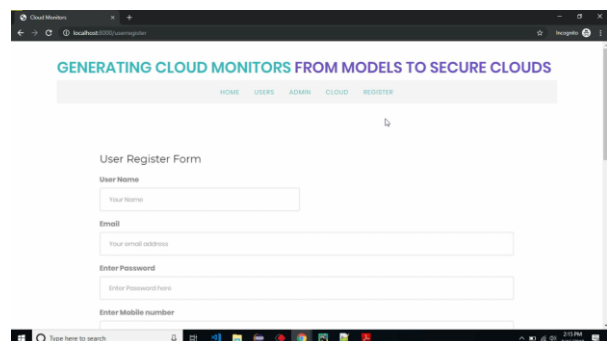 Cloud Monitors
localhost:8000/userregister
Incognito
GENERATING CLOUD MONITORS FROM MODELS TO SECURE CLOUDS
HOME USERS ADMIN CLOUD REGISTER
User Register Form
User Name
Your Name
Email
Your email address
Enter Password
Enter Password here
Enter Mobile number
Type here to search
2:15 PM